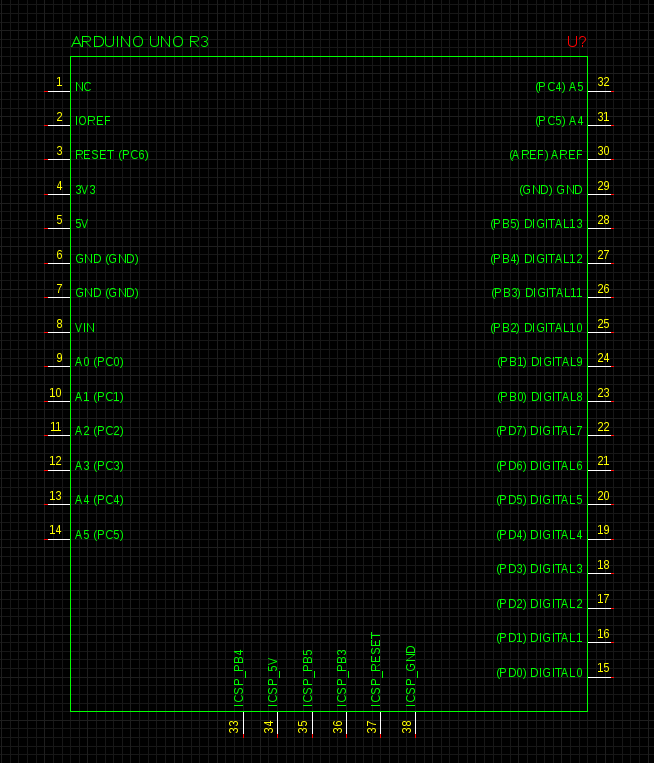 ARDUINO UNO R3 U?
1 NC
2 IOREF
3 RESET (PC6)
4 3V3
5 5V
6 GND (GND)
7 GND (GND)
8 VIN
9 A0 (PC0)
10 A1 (PC1)
11 A2 (PC2)
12 A3 (PC3)
13 A4 (PC4)
14 A5 (PC5)
(PC4) A5 32
(PC5) A4 31
(AREF) AREF 30
(GND) GND 29
(PB5) DIGITAL13 28
(PB4) DIGITAL12 27
(PB3) DIGITAL11 26
(PB2) DIGITAL10 25
(PB1) DIGITAL9 24
(PB0) DIGITAL8 23
(PD7) DIGITAL7 22
(PD6) DIGITAL6 21
(PD5) DIGITAL5 20
(PD4) DIGITAL4 19
(PD3) DIGITAL3 18
(PD2) DIGITAL2 17
(PD1) DIGITAL1 16
(PD0) DIGITAL0 15
33 ICSP_PB4
34 ICSP_5V
35 ICSP_PB5
36 ICSP_PB3
37 ICSP_RESET
38 ICSP_GND